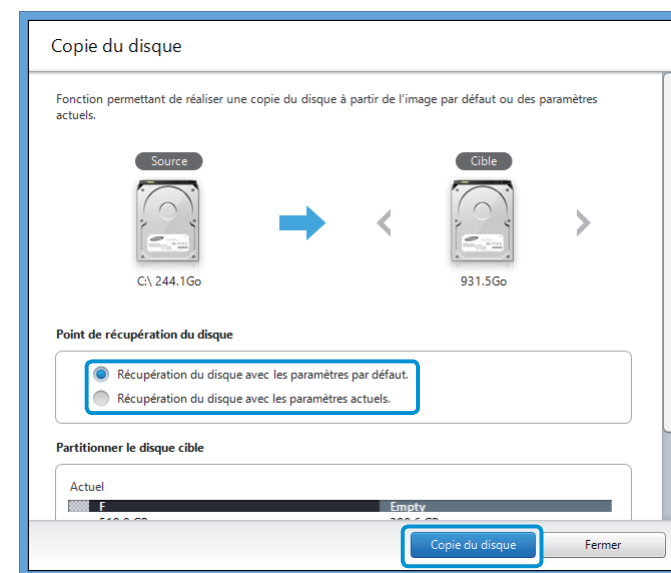 Copie du disque
Fonction permettant de réaliser une copie du disque à partir de l'image par défaut ou des paramètres
actuels.
Source
Cible
C:\ 244.1Go
931.5Go
Point de récupération du disque
Récupération du disque avec les paramètres par défaut.
Récupération du disque avec les paramètres actuels.
Partitionner le disque cible
Actuel
F
Empty
Copie du disque
Fermer